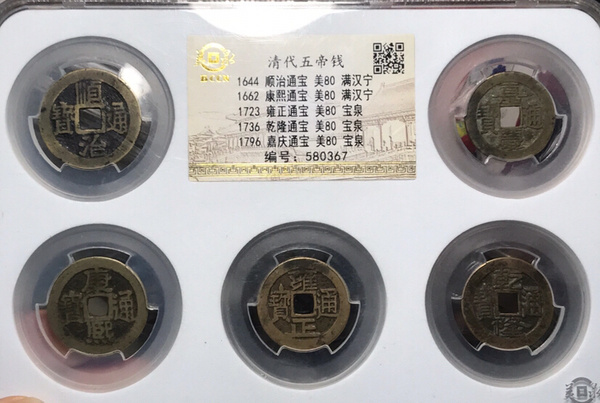 清代五帝钱
1644 顺治通宝 美80 满汉宁
1662 康熙通宝 美80 满汉宁
1723 雍正通宝 美80 宝泉
1736 乾隆通宝 美80 宝泉
1796 嘉庆通宝 美80 宝泉
编号：580367
順治通寶
康熙通寶
雍正通寶